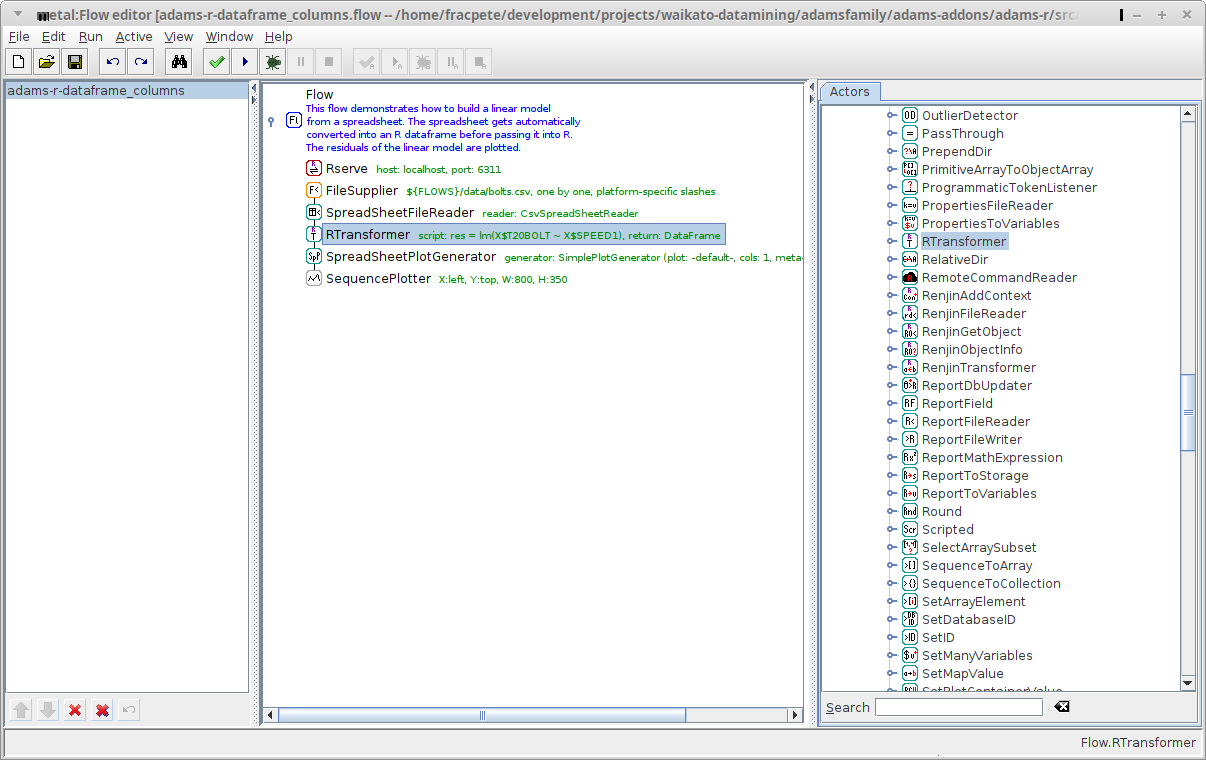 etal:Flow editor [adams-r-dataframe_columns.flow -- /home/fracpete/development/projects/waikato-datamining/adamsfamily/adams-addons/adams-r/src/
File Edit Run Active View Window Help
adams-r-dataframe_columns
Flow
This flow demonstrates how to build a linear model
from a spreadsheet. The spreadsheet gets automatically
converted into an R dataframe before passing it into R.
The residuals of the linear model are plotted.
Rserve host: localhost, port: 6311
FileSupplier ${FLOWS}/data/bolts.csv, one by one, platform-specific slashes
SpreadSheetFileReader reader: CsvSpreadSheetReader
RTransformer script: res = lm(X$T20BOLT ~ X$SPEED1), return: DataFrame
SpreadSheetPlotGenerator generator: SimplePlotGenerator (plot: -default-, cols: 1, meta-
SequencePlotter X:left, Y:top, W:800, H:350
Actors
OutlierDetector
PassThrough
PrependDir
PrimitiveArrayToObjectArray
ProgrammaticTokenListener
PropertiesFileReader
PropertiesToVariables
RTransformer
RelativeDir
RemoteCommandReader
RenjinAddContext
RenjinFileReader
RenjinGetObject
RenjinObjectInfo
RenjinTransformer
ReportDbUpdater
ReportField
ReportFileReader
ReportFileWriter
ReportMathExpression
ReportToStorage
ReportToVariables
Round
Scripted
SelectArraySubset
SequenceToArray
SequenceToCollection
SetArrayElement
SetDatabaseID
SetID
SetManyVariables
SetMapValue
SetPlotContainerValue
Search
Flow.RTransformer